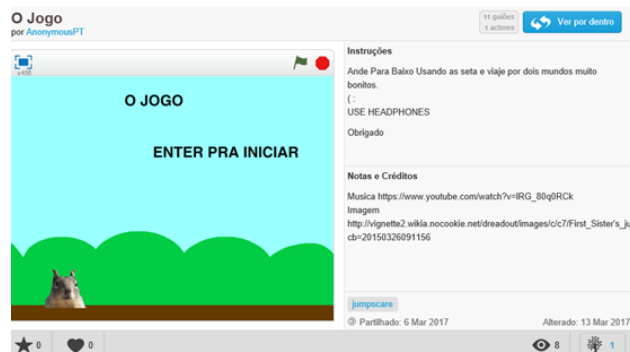 O Jogo
por AnonymousPT
11 guiões
1 actores
Ver por dentro
v456
O JOGO
ENTER PRA INICIAR
Instruções
Ande Para Baixo Usando as seta e viaje por dois mundos muito
bonitos.
( :
USE HEADPHONES
Obrigado
Notas e Créditos
Musica https://www.youtube.com/watch?v=IRG_80q0RCk
Imagem
http://vignette2.wikia.nocookie.net/dreadout/images/c/c7/First_Sister's_ju
cb=20150326091156
jumpscare
Partilhado: 6 Mar 2017
Alterado: 13 Mar 2017
0
0
8
1